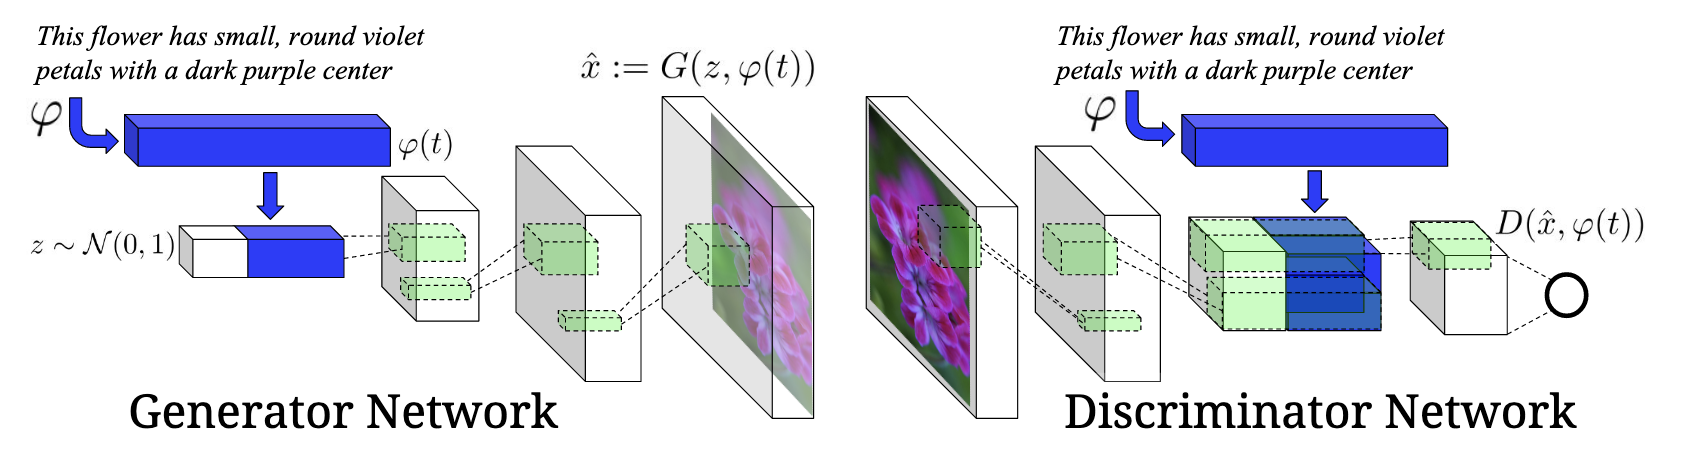 This flower has small, round violet
petals with a dark purple center
φ
φ(t)
z ∼ 𝒩(0, 1)
x̂ := G(z, φ(t))
Generator Network
This flower has small, round violet
petals with a dark purple center
φ
D(x̂, φ(t))
Discriminator Network